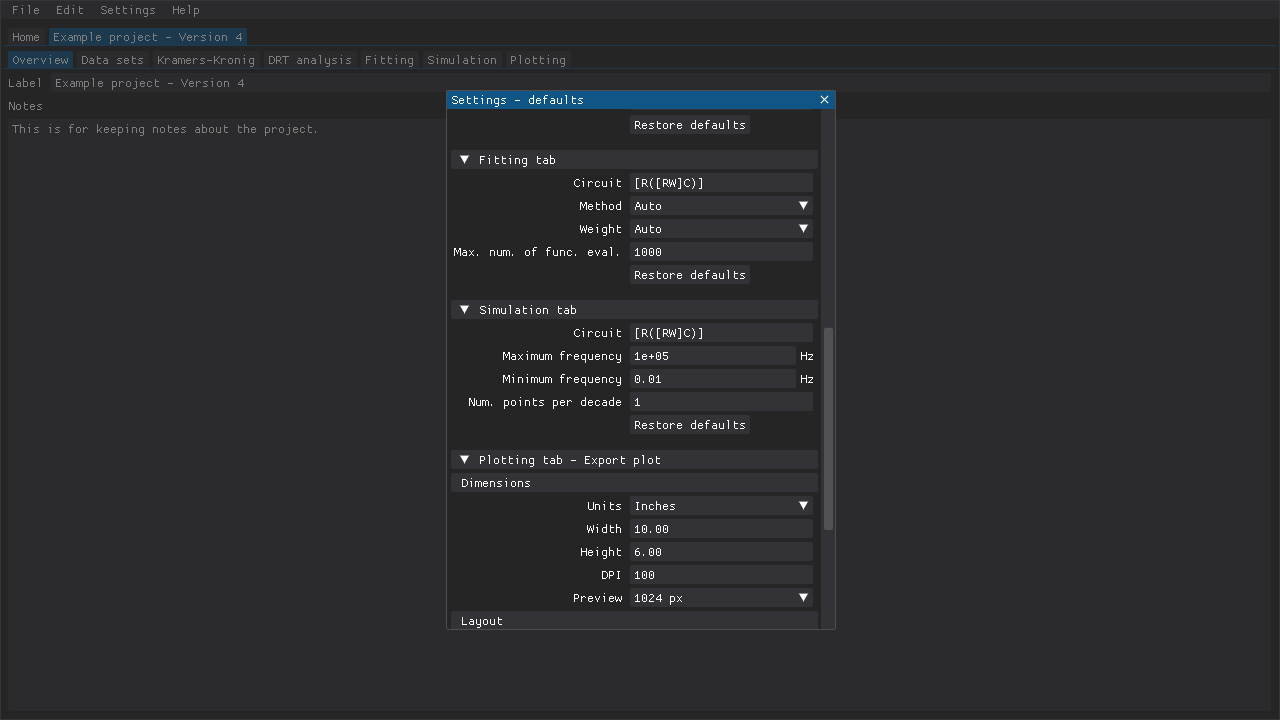 File Edit Settings Help
Home Example project - Version 4
Overview Data sets Kramers-Kronig DRT analysis Fitting Simulation Plotting
Label Example project - Version 4
Notes
This is for keeping notes about the project.
Settings - defaults
Restore defaults
Fitting tab
Circuit [R([RW]C)]
Method Auto
Weight Auto
Max. num. of func. eval. 1000
Restore defaults
Simulation tab
Circuit [R([RW]C)]
Maximum frequency 1e+05 Hz
Minimum frequency 0.01 Hz
Num. points per decade 1
Restore defaults
Plotting tab - Export plot
Dimensions
Units Inches
Width 10.00
Height 6.00
DPI 100
Preview 1024 px
Layout